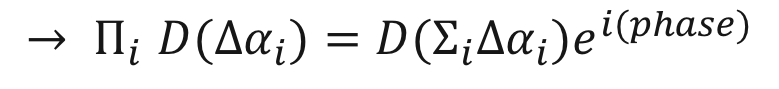 → Πᵢ D(Δαᵢ) = D(ΣᵢΔαᵢ)e^{i(phase)}